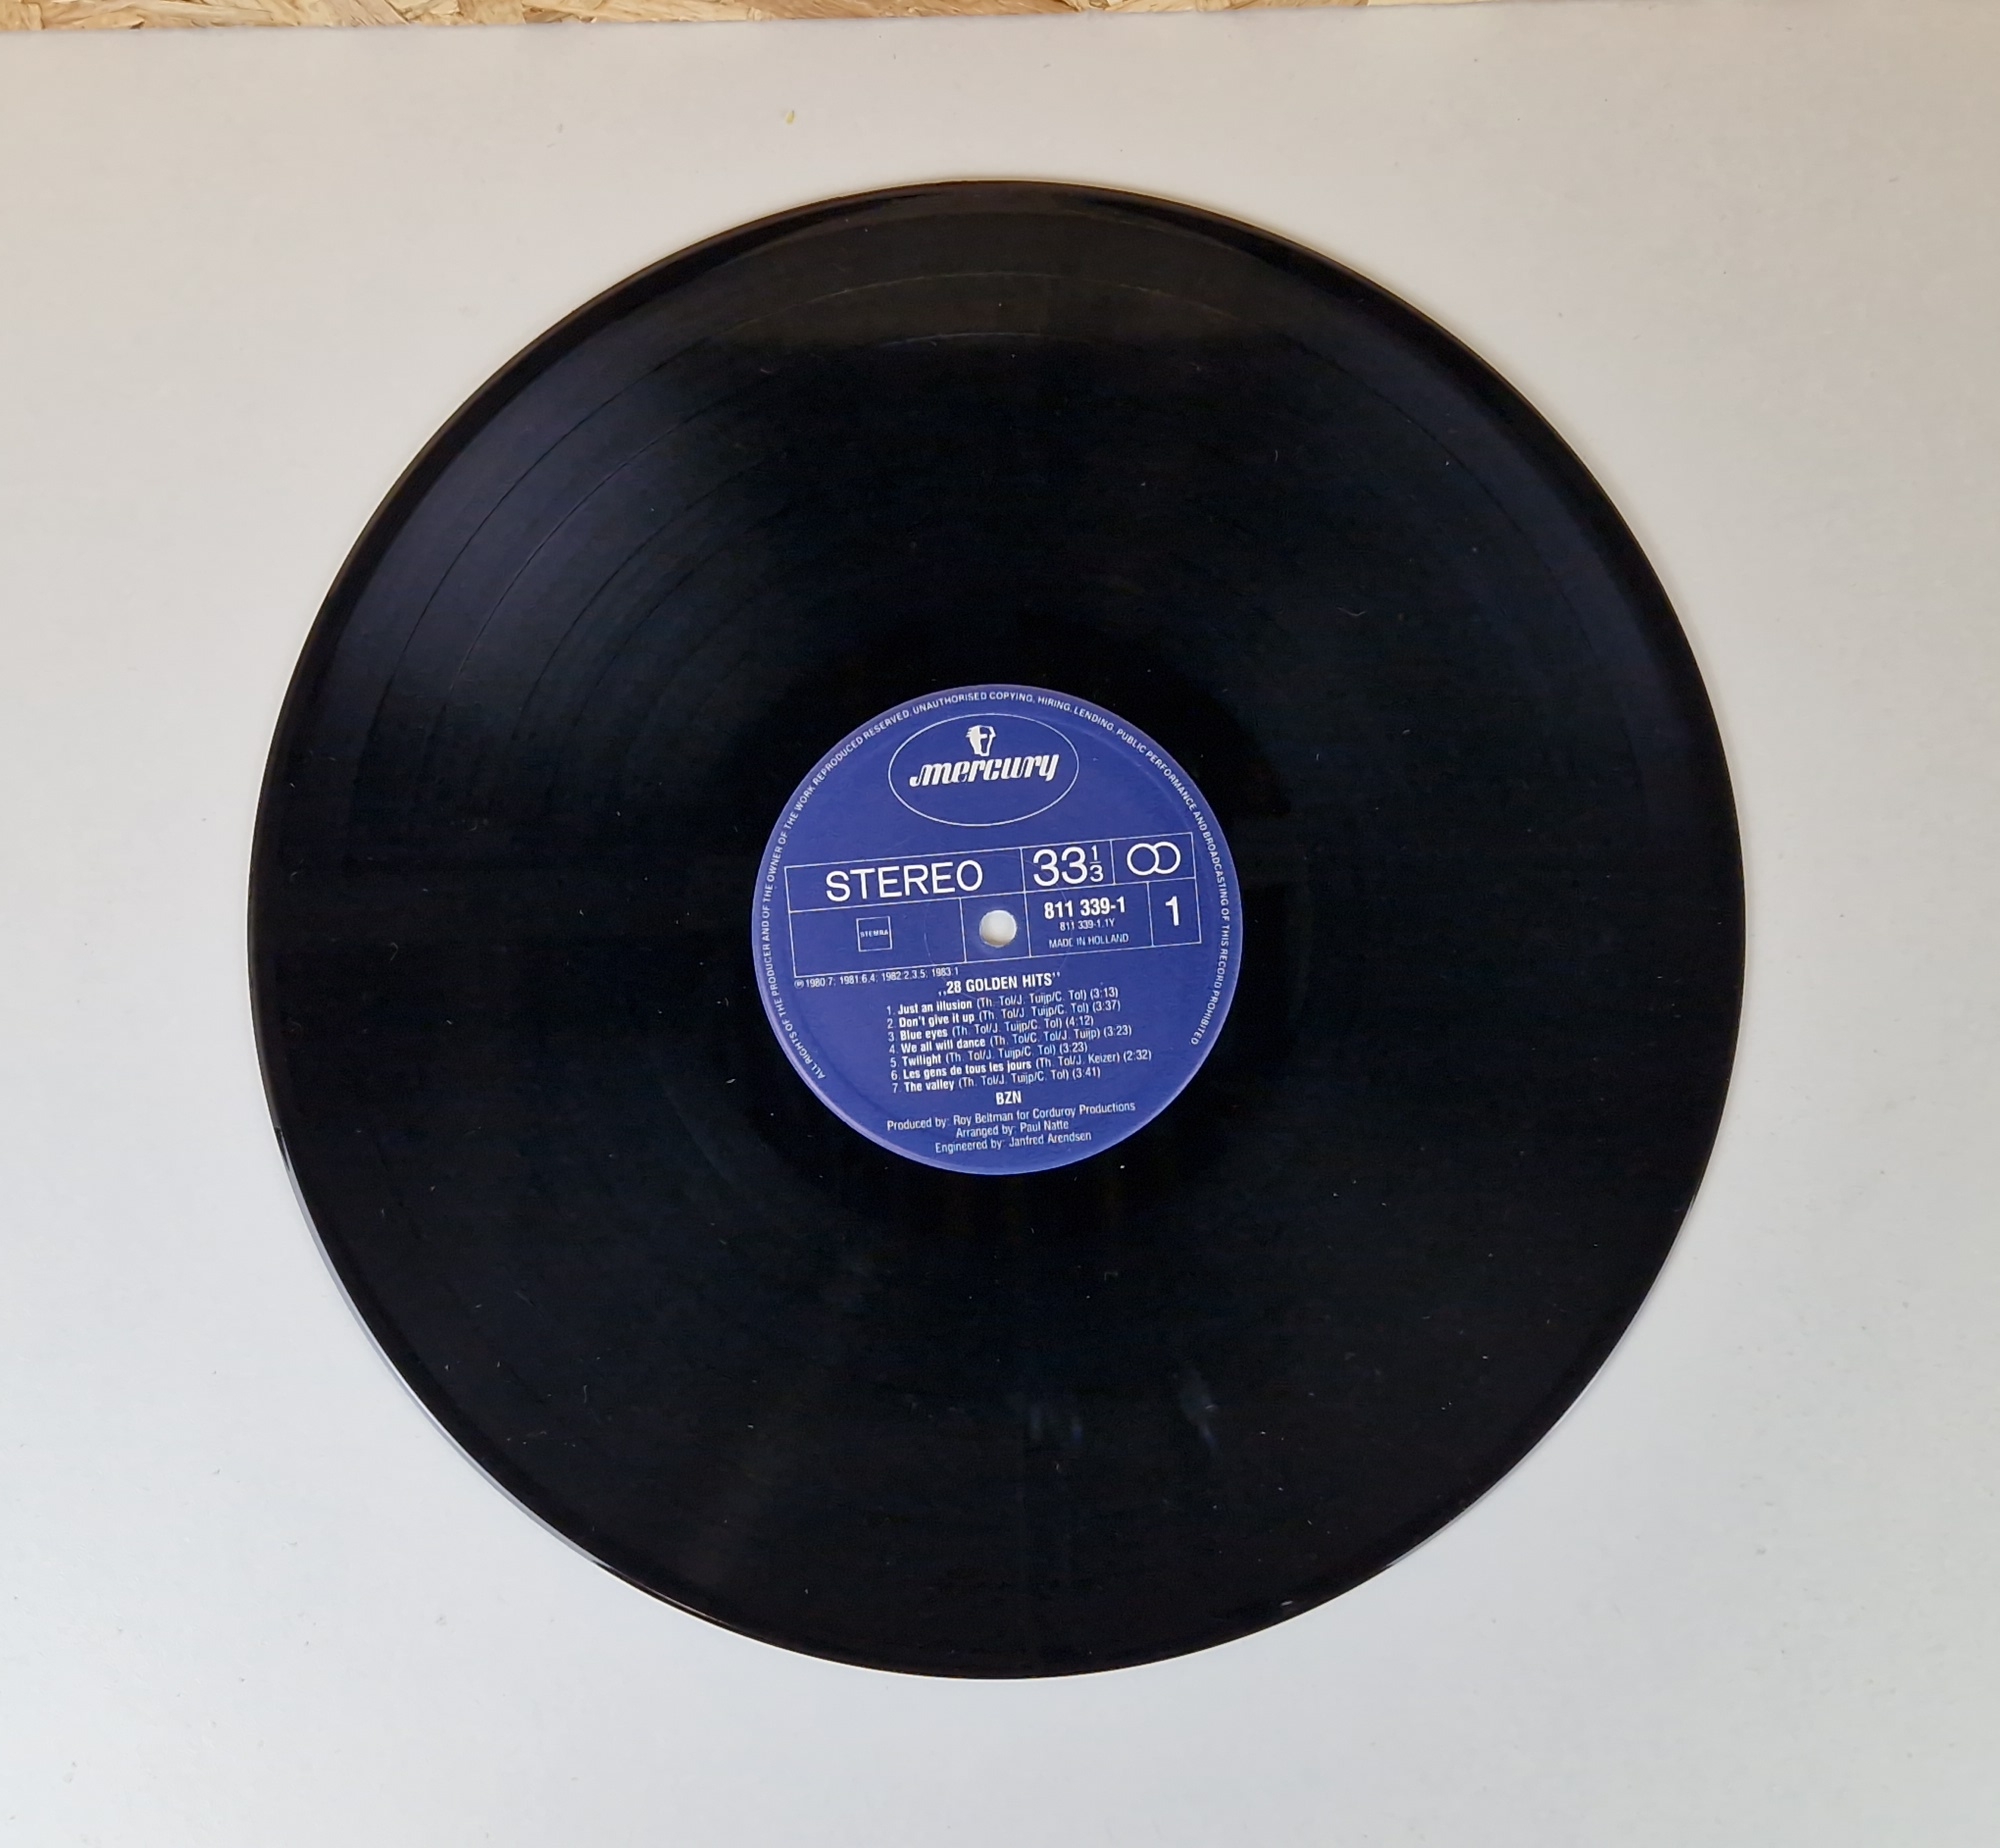 ALL RIGHTS OF THE PRODUCER AND OF THE OWNER OF THE WORK REPRODUCED RESERVED. UNAUTHORISED COPYING, HIRING, LENDING, PUBLIC PERFORMANCE AND BROADCASTING OF THIS RECORD PROHIBITED
mercury
STEREO 33 1/3
STEMRA
811 339-1 1
811 339-1.1Y
MADE IN HOLLAND
℗ 1980:7; 1981:6,4; 1982:2,3,5; 1983:1
„28 GOLDEN HITS”
1. Just an illusion (Th. Tol/J. Tuijp/C. Tol) (3:13)
2. Don't give it up (Th. Tol/J. Tuijp/C. Tol) (3:37)
3. Blue eyes (Th. Tol/J. Tuijp/C. Tol) (4:12)
4. We all will dance (Th. Tol/C. Tol/J. Tuijp) (3:23)
5. Twilight (Th. Tol/J. Tuijp/C. Tol) (3:23)
6. Les gens de tous les jours (Th. Tol/J. Keizer) (2:32)
7. The valley (Th. Tol/J. Tuijp/C. Tol) (3:41)
BZN
Produced by: Roy Beltman for Corduroy Productions
Arranged by: Paul Natte
Engineered by: Janfred Arendsen